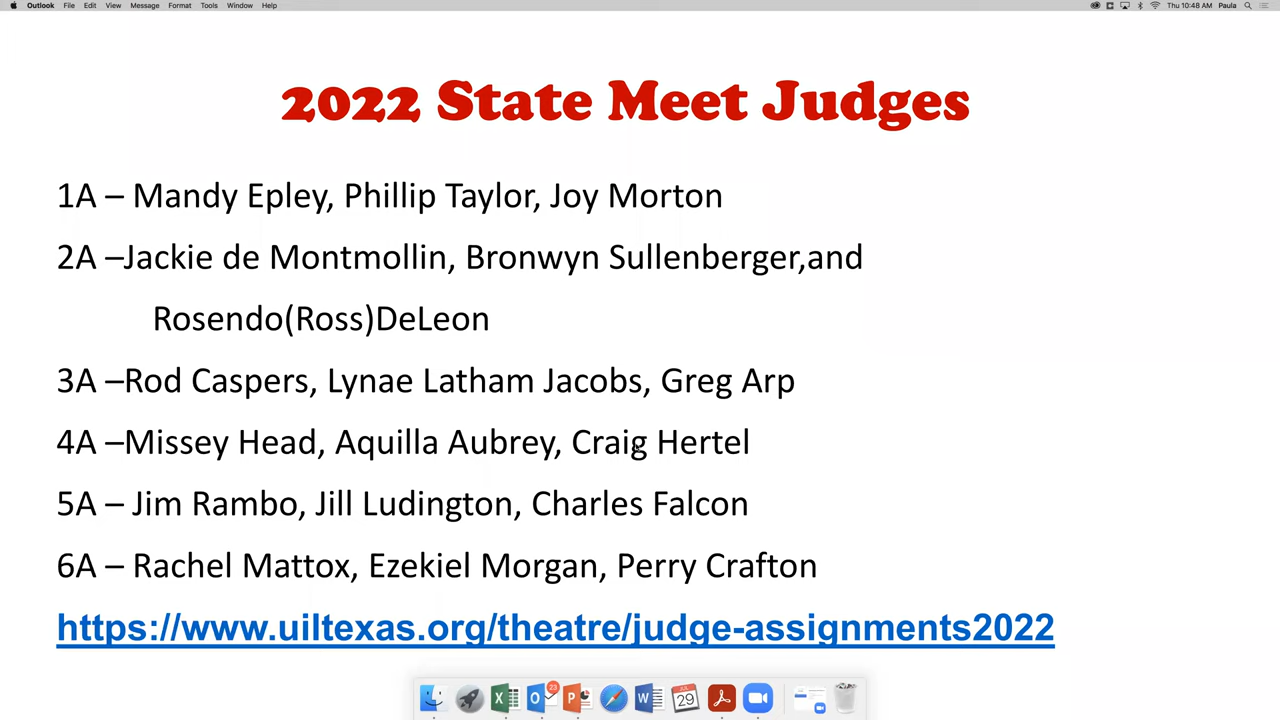 Outlook File Edit View Message Format Tools Window Help Thu 10:48 AM Paula
2022 State Meet Judges
1A – Mandy Epley, Phillip Taylor, Joy Morton
2A –Jackie de Montmollin, Bronwyn Sullenberger,and
Rosendo(Ross)DeLeon
3A –Rod Caspers, Lynae Latham Jacobs, Greg Arp
4A –Missey Head, Aquilla Aubrey, Craig Hertel
5A – Jim Rambo, Jill Ludington, Charles Falcon
6A – Rachel Mattox, Ezekiel Morgan, Perry Crafton
https://www.uiltexas.org/theatre/judge-assignments2022
23
JUL
29